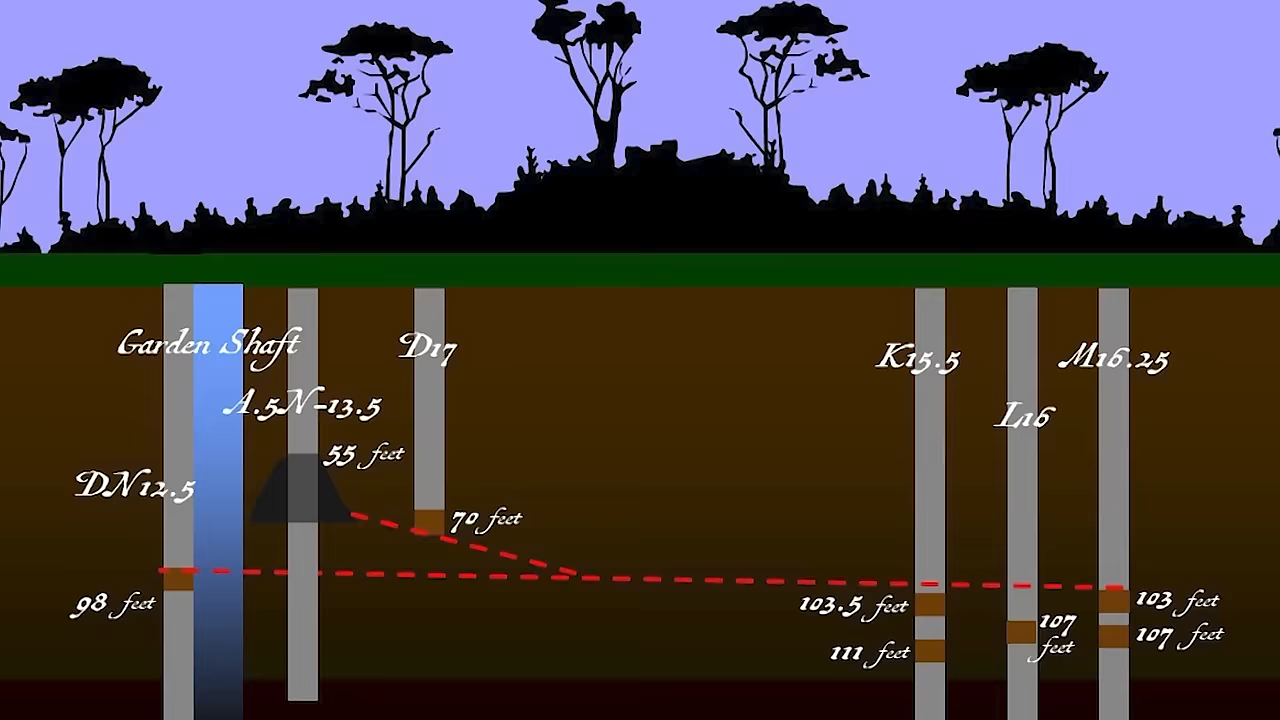 Garden Shaft
D17
K15.5
M16.25
A.5N-13.5
L16
55 feet
DN12.5
70 feet
98 feet
103.5 feet
103 feet
107
feet
107 feet
111 feet